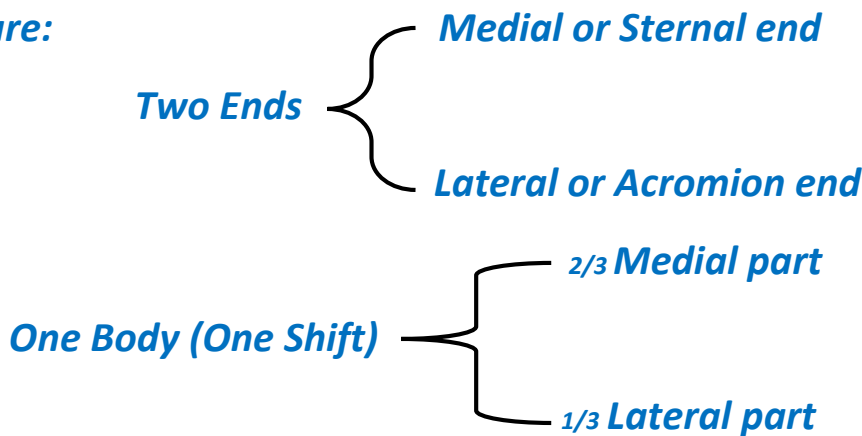 are:
Medial or Sternal end
Two Ends
Lateral or Acromion end
2/3 Medial part
One Body (One Shift)
1/3 Lateral part